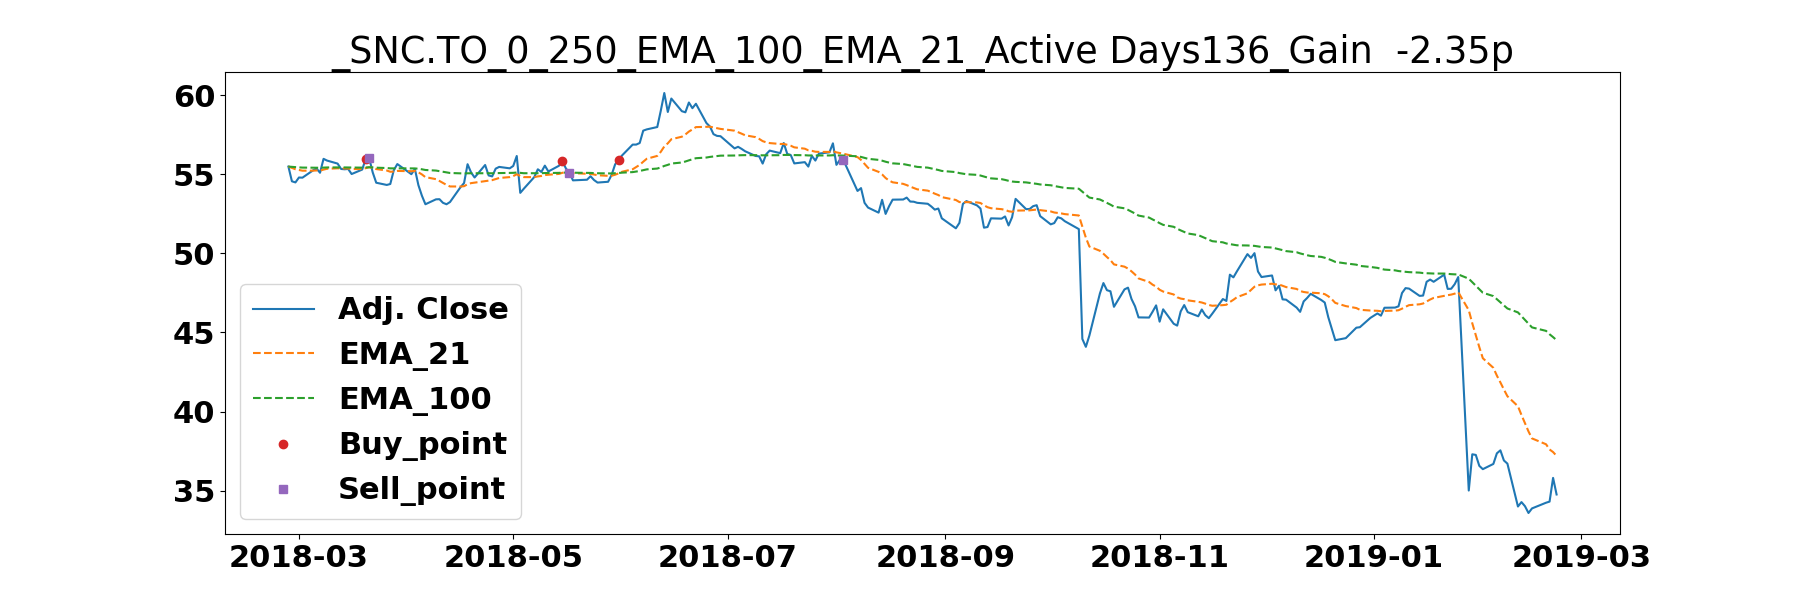 _SNC.TO_0_250_EMA_100_EMA_21_Active Days136_Gain  -2.35p
60
55
50
45
40
35
Adj. Close
EMA_21
EMA_100
Buy_point
Sell_point
2018-03 2018-05 2018-07 2018-09 2018-11 2019-01 2019-03